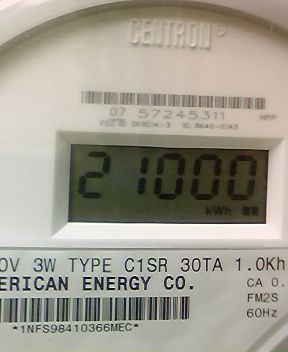 CENTRON®
07 57245311 HPP
21000
kWh
0V 3W TYPE C1SR 30TA 1.0Kh
ERICAN ENERGY CO.
CA 0.
FM2S
60Hz
*1NFS98410366MEC*